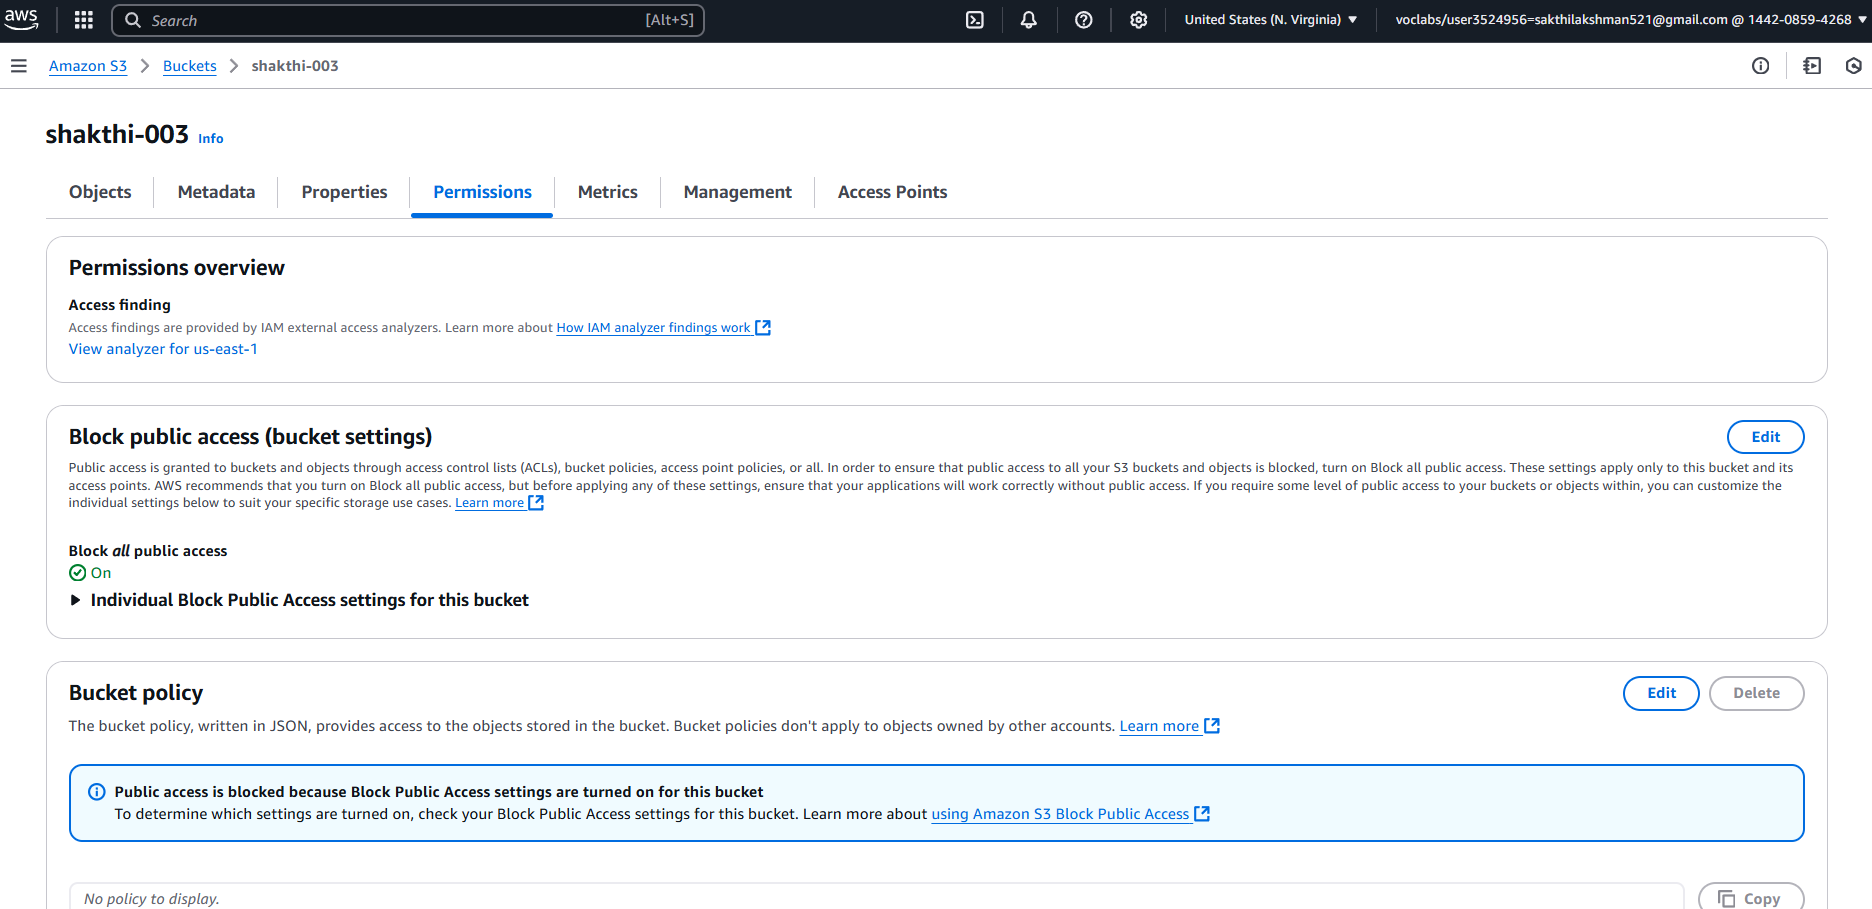 aws
Search [Alt+S]
United States (N. Virginia)
voclabs/user3524956=sakthilakshman521@gmail.com @ 1442-0859-4268
Amazon S3 > Buckets > shakthi-003
shakthi-003 Info
Objects Metadata Properties Permissions Metrics Management Access Points
Permissions overview
Access finding
Access findings are provided by IAM external access analyzers. Learn more about How IAM analyzer findings work
View analyzer for us-east-1
Block public access (bucket settings)
Edit
Public access is granted to buckets and objects through access control lists (ACLs), bucket policies, access point policies, or all. In order to ensure that public access to all your S3 buckets and objects is blocked, turn on Block all public access. These settings apply only to this bucket and its
access points. AWS recommends that you turn on Block all public access, but before applying any of these settings, ensure that your applications will work correctly without public access. If you require some level of public access to your buckets or objects within, you can customize the
individual settings below to suit your specific storage use cases. Learn more
Block all public access
On
Individual Block Public Access settings for this bucket
Bucket policy
Edit Delete
The bucket policy, written in JSON, provides access to the objects stored in the bucket. Bucket policies don't apply to objects owned by other accounts. Learn more
Public access is blocked because Block Public Access settings are turned on for this bucket
To determine which settings are turned on, check your Block Public Access settings for this bucket. Learn more about using Amazon S3 Block Public Access
No policy to display.
Copy